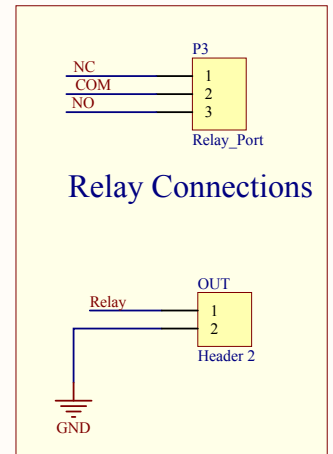 P3
NC
1
COM
2
NO
3
Relay_Port
Relay Connections
OUT
Relay
1
2
Header 2
GND